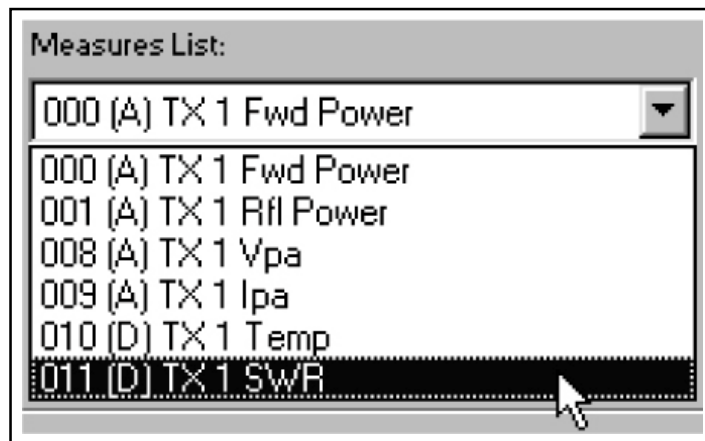 Measures List:
000 (A) TX 1 Fwd Power
000 (A) TX 1 Fwd Power
001 (A) TX 1 Rfl Power
008 (A) TX 1 Vpa
009 (A) TX 1 Ipa
010 (D) TX 1 Temp
011 (D) TX 1 SWR